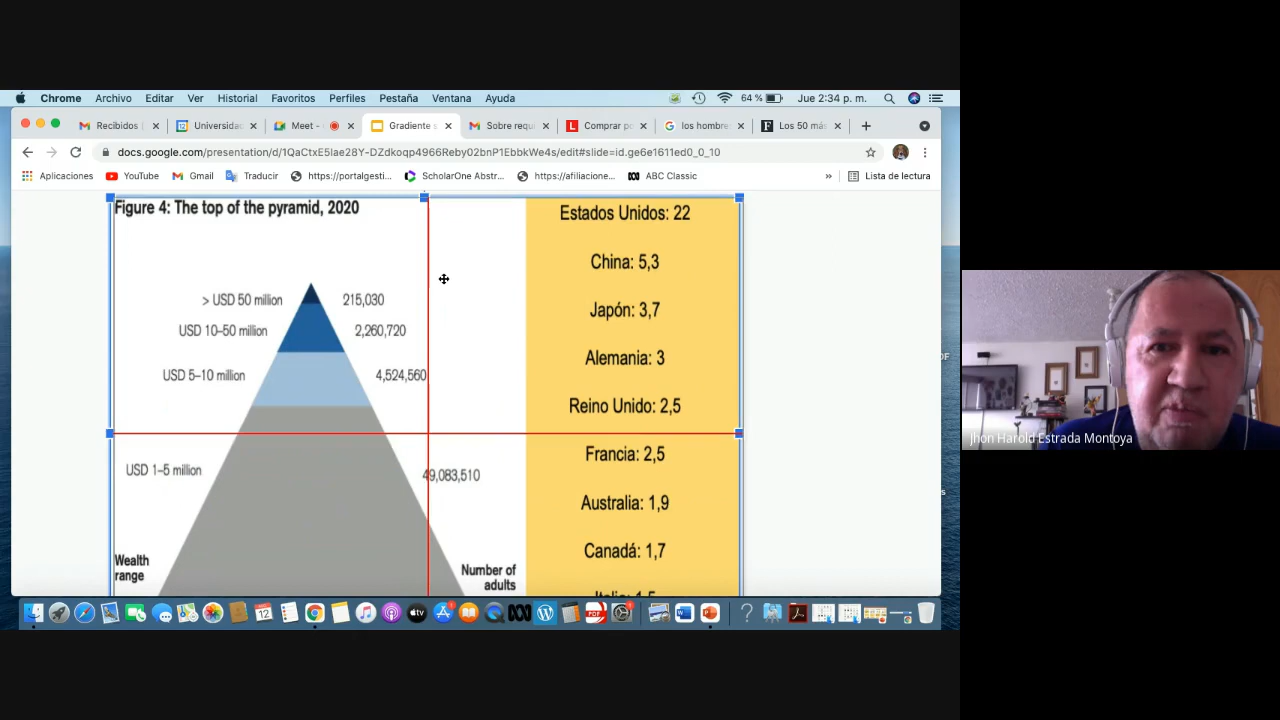 Chrome Archivo Editar Ver Historial Favoritos Perfiles Pestaña Ventana Ayuda 64 % Jue 2:34 p. m.
Recibidos Universidad Meet - Gradiente s Sobre requ Comprar po los hombre Los 50 má
docs.google.com/presentation/d/1QaCtxE5Iae28Y-DZdkoqp4966Reby02bnP1EbbkWe4s/edit#slide=id.ge6e1611ed0_0_10
Aplicaciones YouTube Gmail Traducir https://portalgesti... ScholarOne Abstr... https://afiliacione... ABC Classic » Lista de lectura
Figure 4: The top of the pyramid, 2020
> USD 50 million 215,030
USD 10–50 million 2,260,720
USD 5–10 million 4,524,560
USD 1–5 million 49,083,510
Wealth
range
Number of
adults
Estados Unidos: 22
China: 5,3
Japón: 3,7
Alemania: 3
Reino Unido: 2,5
Francia: 2,5
Australia: 1,9
Canadá: 1,7
Italia: 1,5
Jhon Harold Estrada Montoya